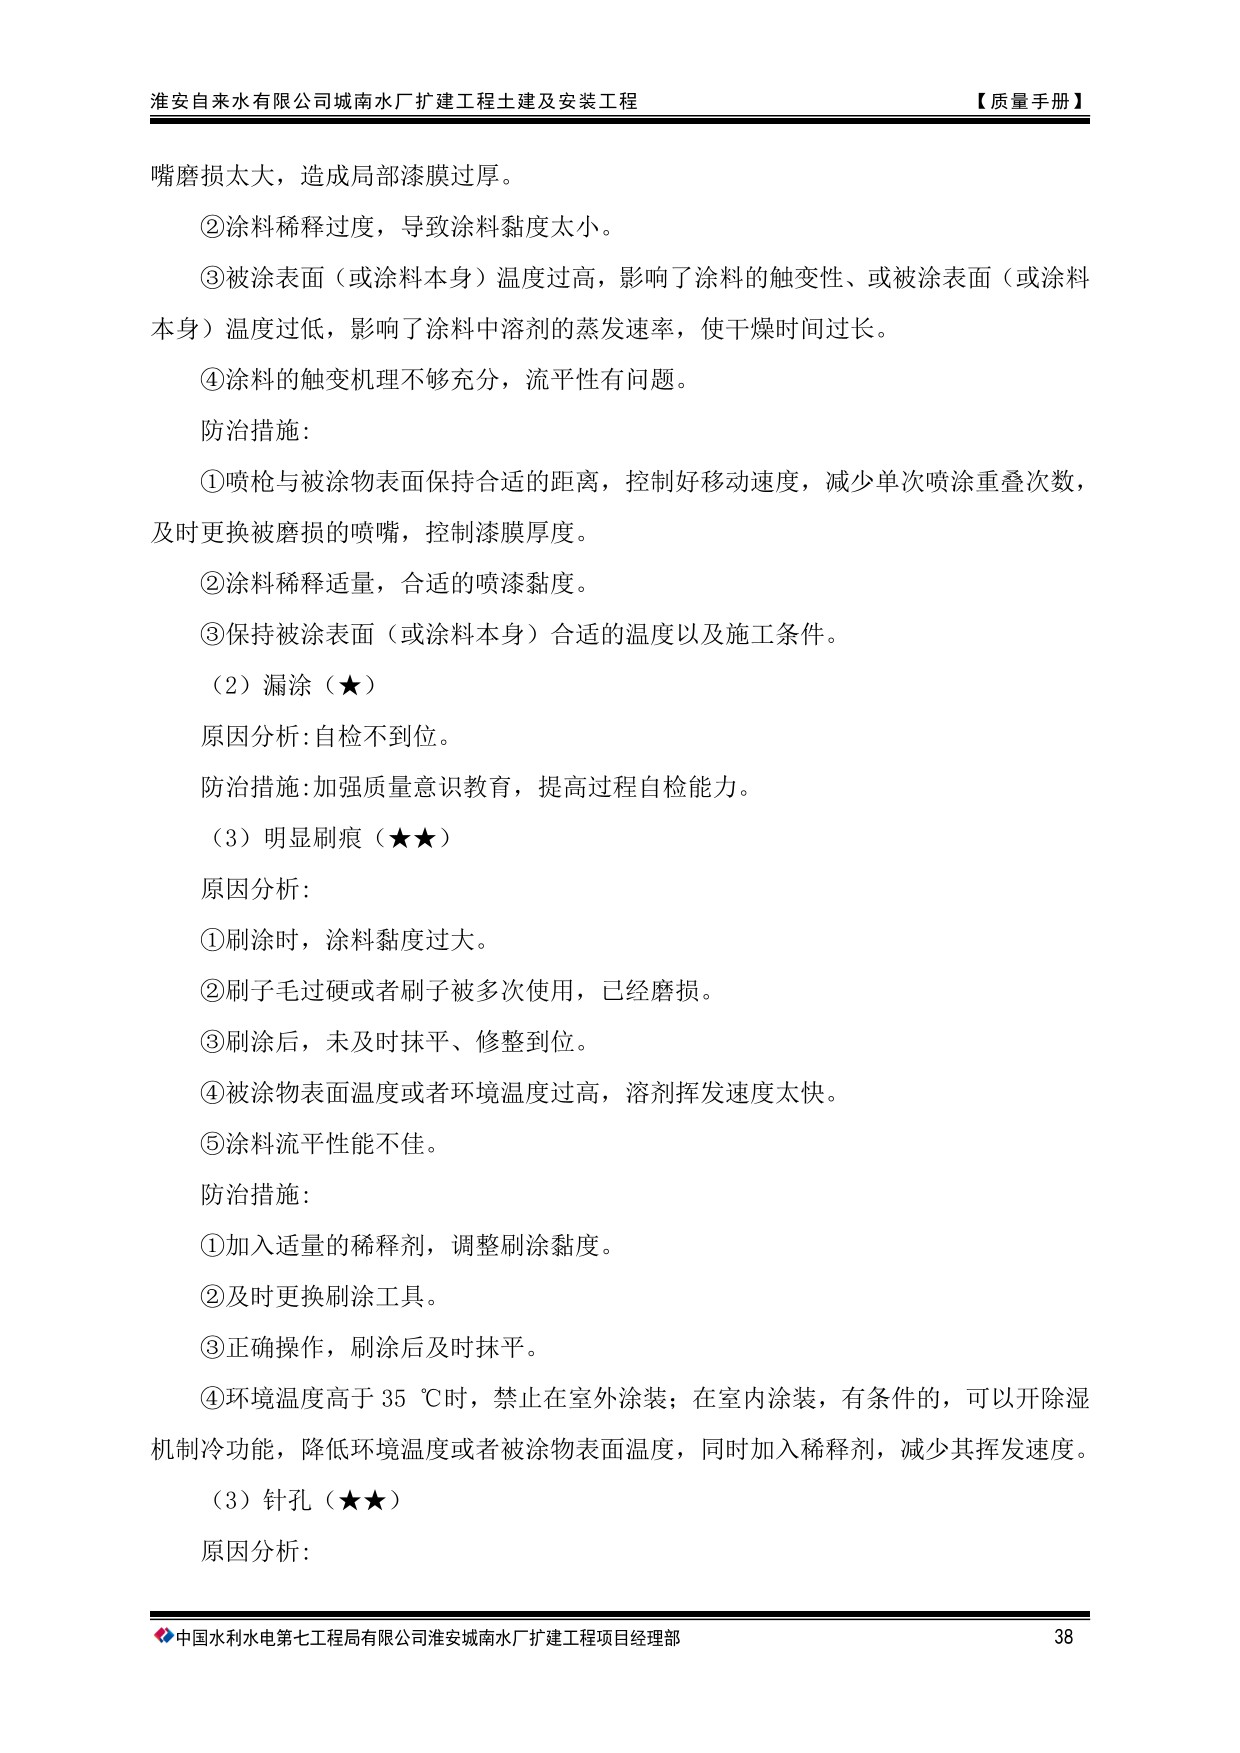 淮安自来水有限公司城南水厂扩建工程土建及安装工程 【质量手册】
嘴磨损太大，造成局部漆膜过厚。
②涂料稀释过度，导致涂料黏度太小。
③被涂表面（或涂料本身）温度过高，影响了涂料的触变性、或被涂表面（或涂料
本身）温度过低，影响了涂料中溶剂的蒸发速率，使干燥时间过长。
④涂料的触变机理不够充分，流平性有问题。
防治措施:
①喷枪与被涂物表面保持合适的距离，控制好移动速度，减少单次喷涂重叠次数，
及时更换被磨损的喷嘴，控制漆膜厚度。
②涂料稀释适量，合适的喷漆黏度。
③保持被涂表面（或涂料本身）合适的温度以及施工条件。
（2）漏涂（★）
原因分析:自检不到位。
防治措施:加强质量意识教育，提高过程自检能力。
（3）明显刷痕（★★）
原因分析:
①刷涂时，涂料黏度过大。
②刷子毛过硬或者刷子被多次使用，已经磨损。
③刷涂后，未及时抹平、修整到位。
④被涂物表面温度或者环境温度过高，溶剂挥发速度太快。
⑤涂料流平性能不佳。
防治措施:
①加入适量的稀释剂，调整刷涂黏度。
②及时更换刷涂工具。
③正确操作，刷涂后及时抹平。
④环境温度高于 35 ℃时，禁止在室外涂装；在室内涂装，有条件的，可以开除湿
机制冷功能，降低环境温度或者被涂物表面温度，同时加入稀释剂，减少其挥发速度。
（3）针孔（★★）
原因分析:
中国水利水电第七工程局有限公司淮安城南水厂扩建工程项目经理部 38